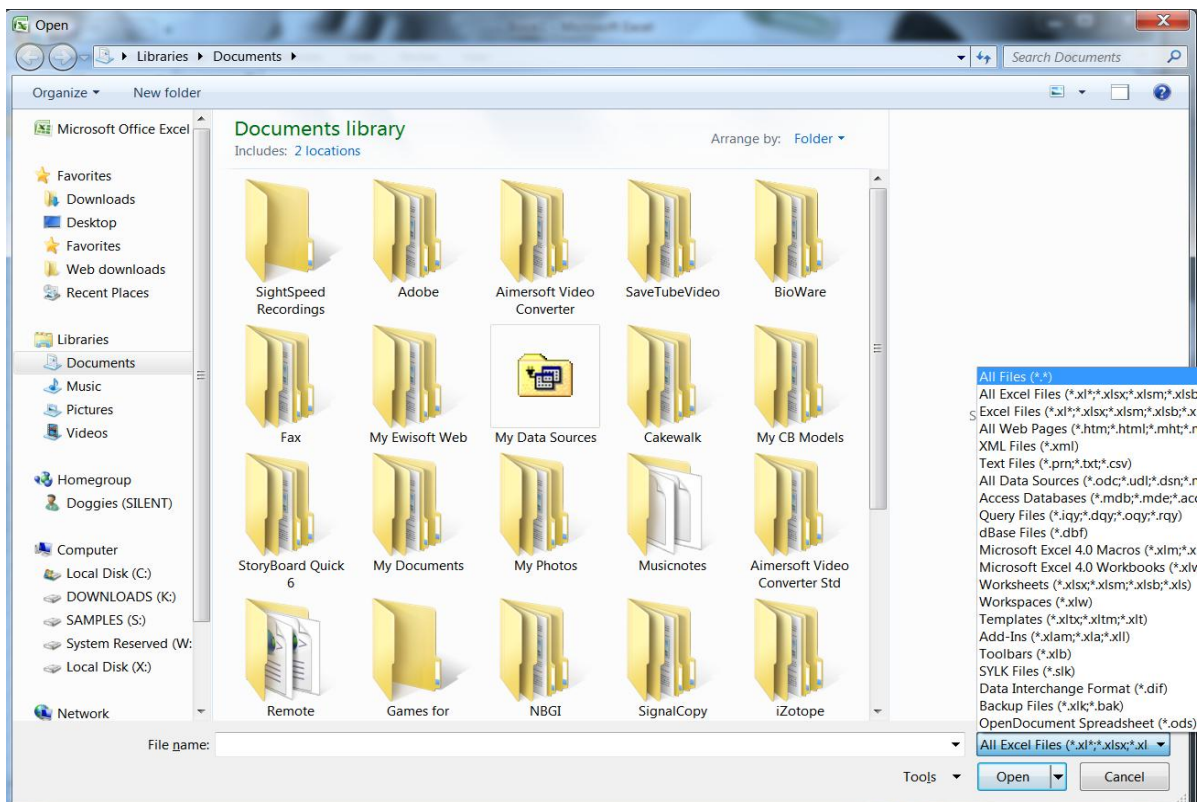 Open
Libraries
Documents
Search Documents
Organize
New folder
Microsoft Office Excel
Favorites
Downloads
Desktop
Favorites
Web downloads
Recent Places
Libraries
Documents
Music
Pictures
Videos
Homegroup
Doggies (SILENT)
Computer
Local Disk (C:)
DOWNLOADS (K:)
SAMPLES (S:)
System Reserved (W:
Local Disk (X:)
Network
Documents library
Includes: 2 locations
Arrange by: Folder
SightSpeed
Recordings
Adobe
Aimersoft Video
Converter
SaveTubeVideo
BioWare
Fax
My Ewisoft Web
My Data Sources
Cakewalk
My CB Models
StoryBoard Quick
6
My Documents
My Photos
Musicnotes
Aimersoft Video
Converter Std
Remote
Games for
NBGI
SignalCopy
iZotope
All Files (*.*)
All Excel Files (*.xl*;*.xlsx;*.xlsm;*.xlsb
Excel Files (*.xl*;*.xlsx;*.xlsm;*.xlsb;*.x
All Web Pages (*.htm;*.html;*.mht;*.
XML Files (*.xml)
Text Files (*.prn;*.txt;*.csv)
All Data Sources (*.odc;*.udl;*.dsn;*.
Access Databases (*.mdb;*.mde;*.acc
Query Files (*.iqy;*.dqy;*.oqy;*.rqy)
dBase Files (*.dbf)
Microsoft Excel 4.0 Macros (*.xlm;*.x
Microsoft Excel 4.0 Workbooks (*.xlw
Worksheets (*.xlsx;*.xlsm;*.xlsb;*.xls)
Workspaces (*.xlw)
Templates (*.xltx;*.xltm;*.xlt)
Add-Ins (*.xlam;*.xla;*.xll)
Toolbars (*.xlb)
SYLK Files (*.slk)
Data Interchange Format (*.dif)
Backup Files (*.xlk;*.bak)
OpenDocument Spreadsheet (*.ods)
File name:
All Excel Files (*.xl*;*.xlsx;*.xl
Tools
Open
Cancel